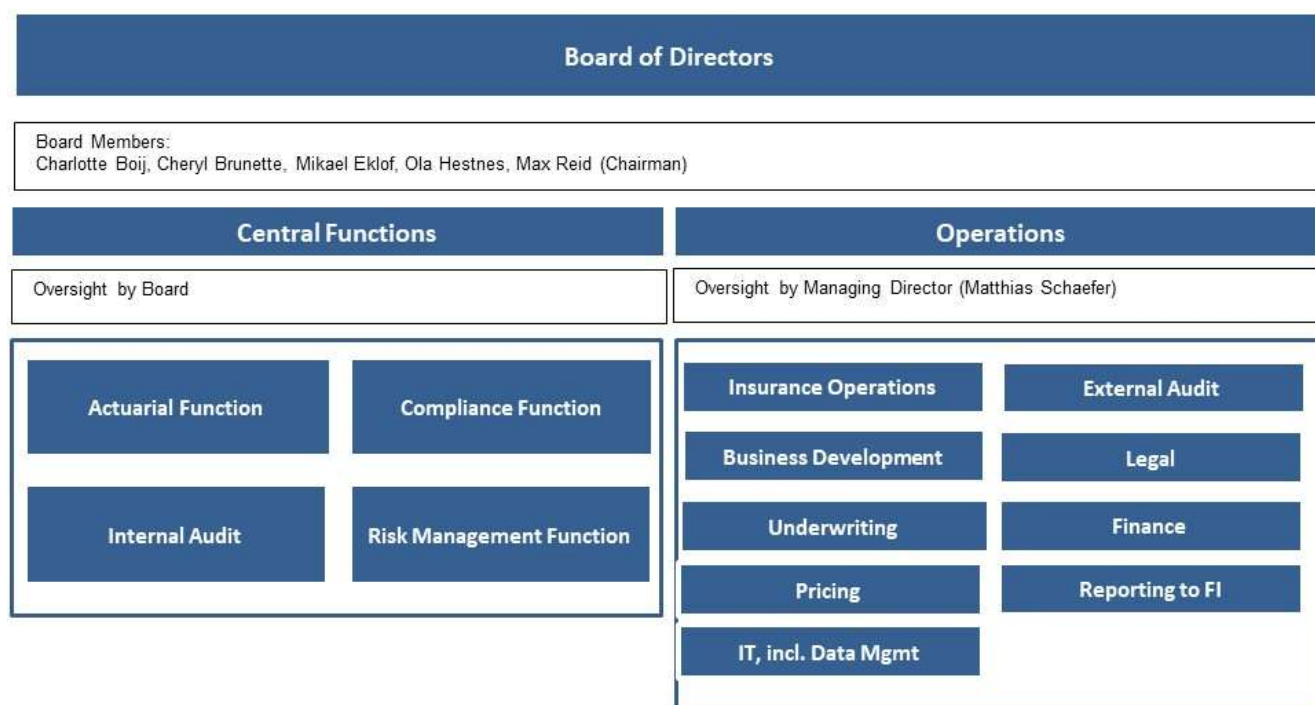 Board of Directors
Board Members:
Charlotte Boij, Cheryl Brunette, Mikael Eklof, Ola Hestnes, Max Reid (Chairman)
Central Functions
Operations
Oversight by Board
Oversight by Managing Director (Matthias Schaefer)
Actuarial Function
Compliance Function
Internal Audit
Risk Management Function
Insurance Operations
External Audit
Business Development
Legal
Underwriting
Finance
Pricing
Reporting to FI
IT, incl. Data Mgmt